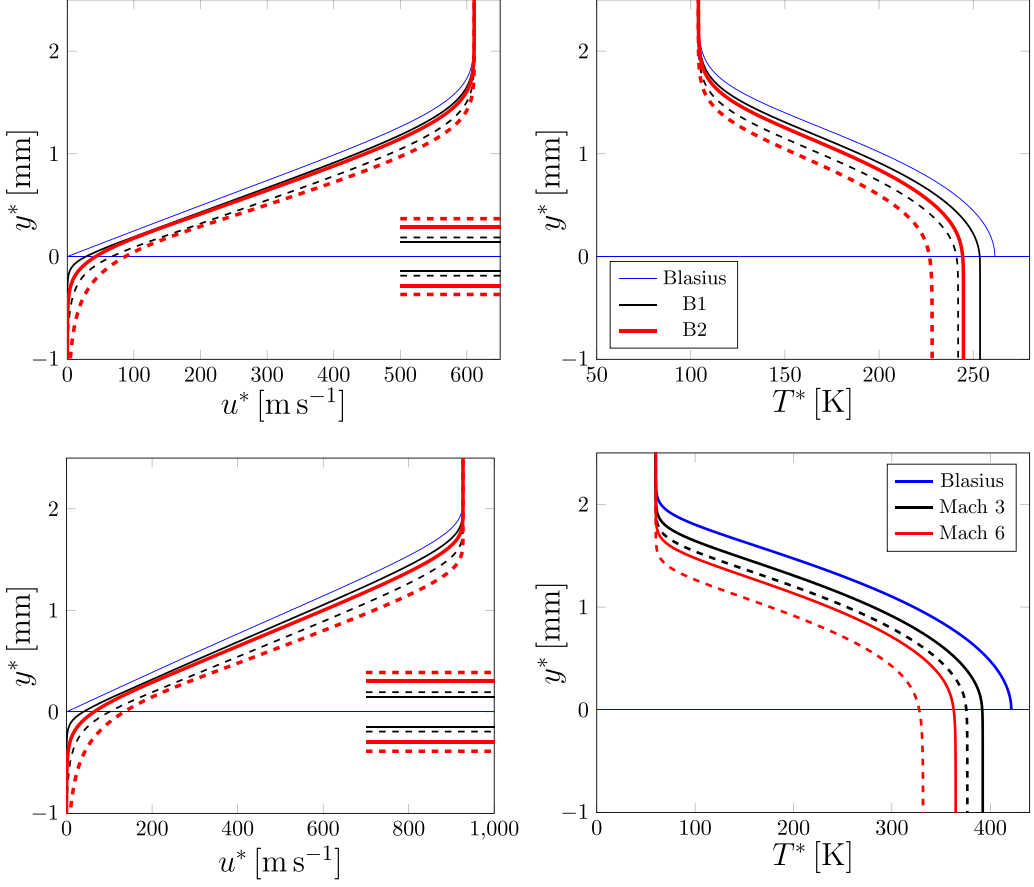 2
1
0
−1
y* [mm]
0 100 200 300 400 500 600
u* [m s⁻¹]
2
1
0
−1
y* [mm]
Blasius
B1
B2
50 100 150 200 250
T* [K]
2
1
0
−1
y* [mm]
0 200 400 600 800 1,000
u* [m s⁻¹]
2
1
0
−1
y* [mm]
Blasius
Mach 3
Mach 6
0 100 200 300 400
T* [K]